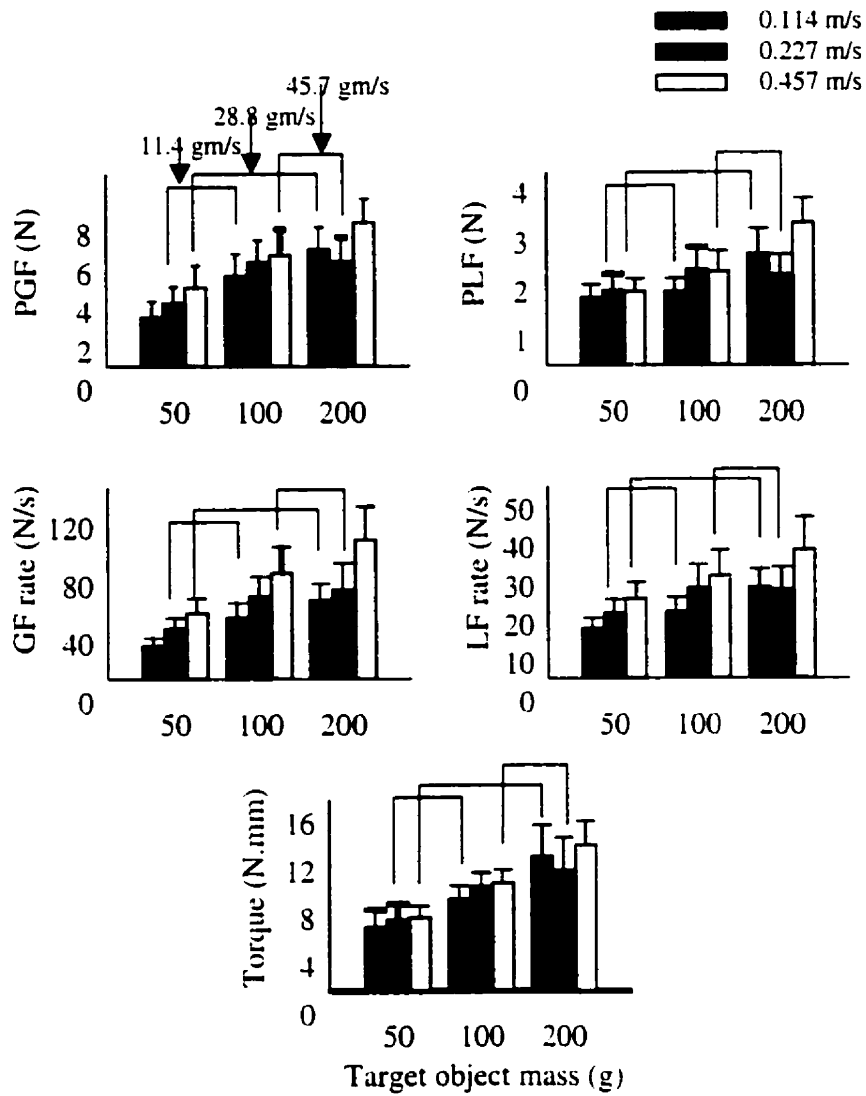 0.114 m/s
0.227 m/s
0.457 m/s
45.7 gm/s
28.8 gm/s
11.4 gm/s
PGF (N)
8
6
4
2
0
50 100 200
PLF (N)
4
3
2
1
0
50 100 200
GF rate (N/s)
120
80
40
0
50 100 200
LF rate (N/s)
50
40
30
20
10
0
50 100 200
Torque (N.mm)
16
12
8
4
0
50 100 200
Target object mass (g)